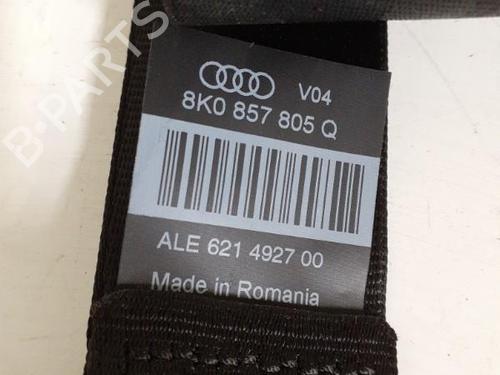 V04
8K0 857 805 Q
ALE 621 4927 00
Made in Romania
B-PARTS